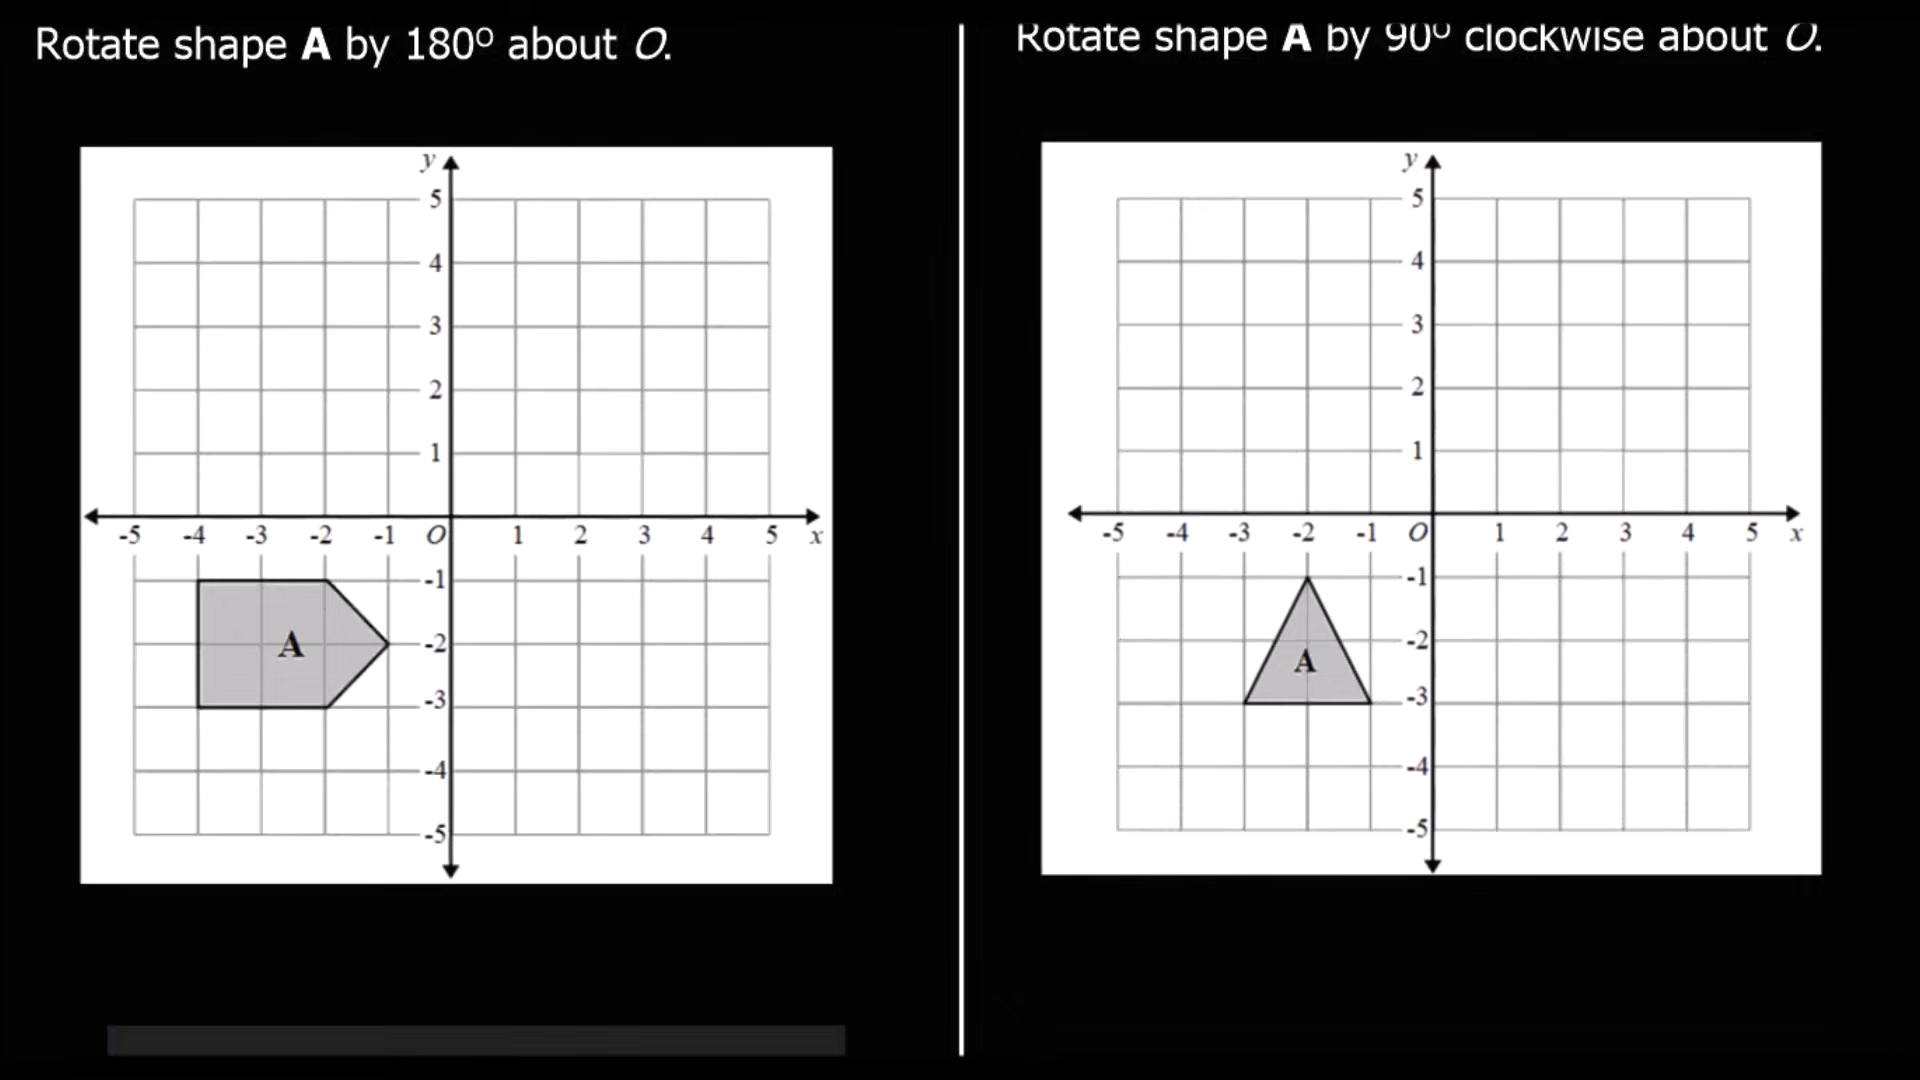 Rotate shape A by 180° about O.
y
5
4
3
2
1
-5 -4 -3 -2 -1 O 1 2 3 4 5 x
-1
A -2
-3
-4
-5
Rotate shape A by 90° clockwise about O.
y
5
4
3
2
1
-5 -4 -3 -2 -1 O 1 2 3 4 5 x
-1
-2
A
-3
-4
-5